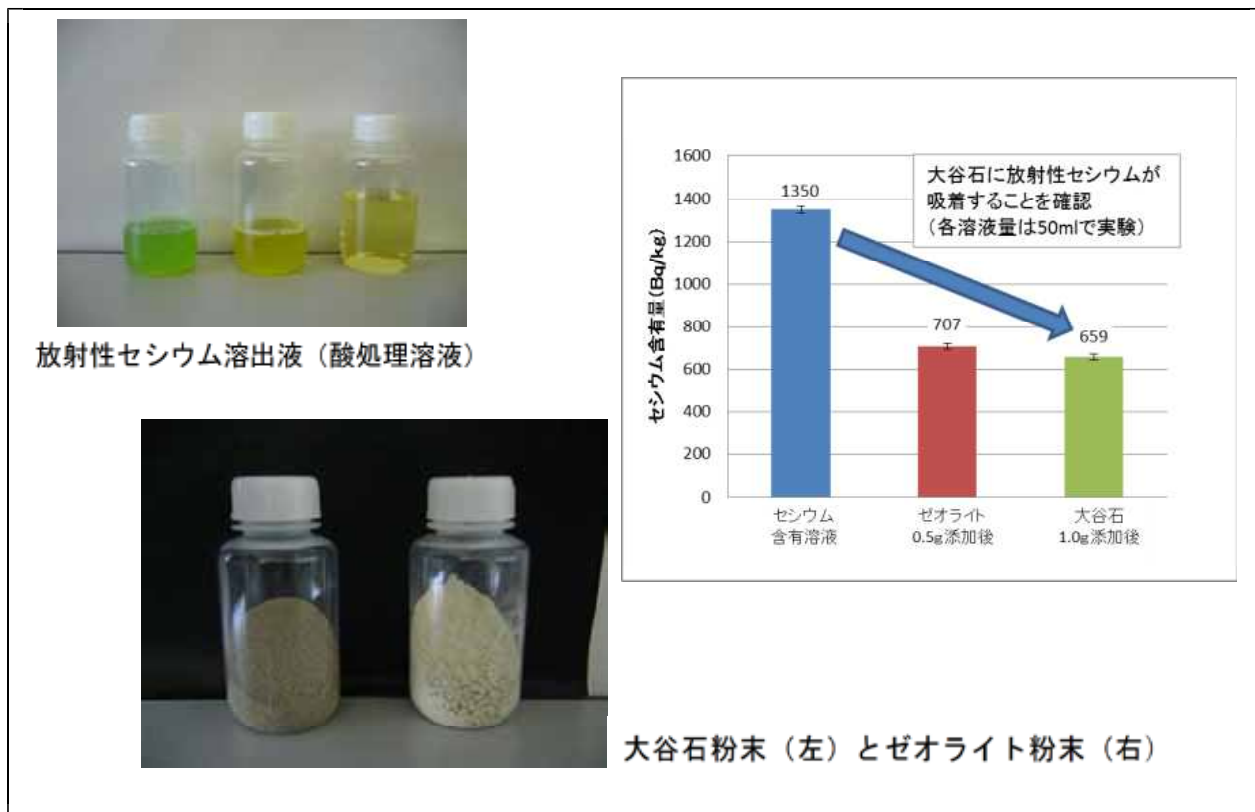 放射性セシウム溶出液（酸処理溶液）
セシウム含有量(Bq/kg)
1600
1400
1200
1000
800
600
400
200
0
1350
707
659
大谷石に放射性セシウムが
吸着することを確認
（各溶液量は50mlで実験）
セシウム
含有溶液
ゼオライト
0.5g添加後
大谷石
1.0g添加後
大谷石粉末（左）とゼオライト粉末（右）